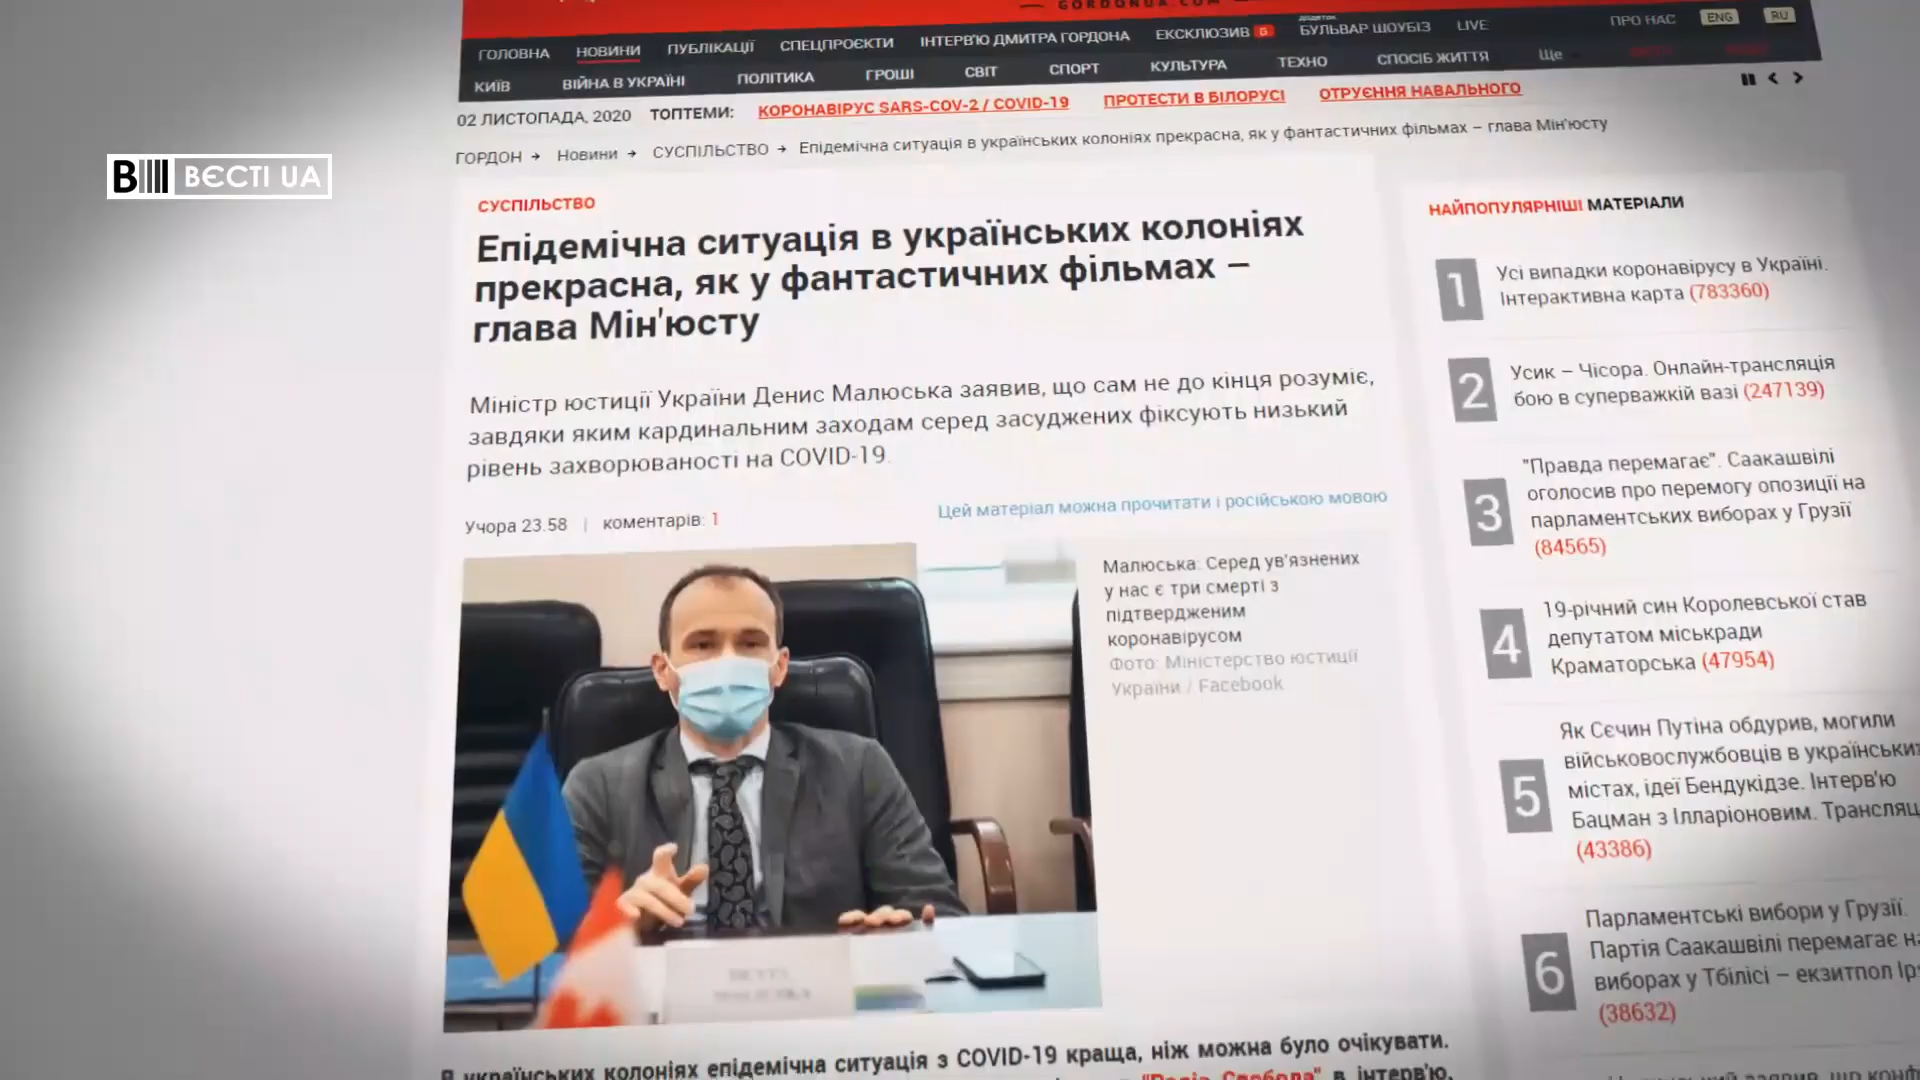 GORDONUA.COM
ГОЛОВНА НОВИНИ ПУБЛІКАЦІЇ СПЕЦПРОЄКТИ ІНТЕРВ'Ю ДМИТРА ГОРДОНА ЕКСКЛЮЗИВ Б додаток БУЛЬВАР ШОУБІЗ LIVE ПРО НАС ENG RU
КИЇВ ВІЙНА В УКРАЇНІ ПОЛІТИКА ГРОШІ СВІТ СПОРТ КУЛЬТУРА ТЕХНО СПОСІБ ЖИТТЯ Ще
02 ЛИСТОПАДА, 2020 ТОПТЕМИ: КОРОНАВІРУС SARS-COV-2 / COVID-19 ПРОТЕСТИ В БІЛОРУСІ ОТРУЄННЯ НАВАЛЬНОГО
ГОРДОН → Новини → СУСПІЛЬСТВО → Епідемічна ситуація в українських колоніях прекрасна, як у фантастичних фільмах – глава Мін'юсту
В ВЄСТІ UA
СУСПІЛЬСТВО
Епідемічна ситуація в українських колоніях
прекрасна, як у фантастичних фільмах –
глава Мін'юсту
Міністр юстиції України Денис Малюська заявив, що сам не до кінця розуміє,
завдяки яким кардинальним заходам серед засуджених фіксують низький
рівень захворюваності на COVID-19.
Учора 23.58 | коментарів: 1
Цей матеріал можна прочитати і російською мовою
Малюська: Серед ув'язнених
у нас є три смерті з
підтвердженим
коронавірусом
Фото: Міністерство юстиції
України / Facebook
В українських колоніях епідемічна ситуація з COVID-19 краща, ніж можна було очікувати.
"Радіо Свобода" в інтерв'ю,
НАЙПОПУЛЯРНІШІ МАТЕРІАЛИ
1
Усі випадки коронавірусу в Україні.
Інтерактивна карта (783360)
2
Усик – Чісора. Онлайн-трансляція
бою в суперважкій вазі (247139)
3
"Правда перемагає". Саакашвілі
оголосив про перемогу опозиції на
парламентських виборах у Грузії
(84565)
4
19-річний син Королевської став
депутатом міськради
Краматорська (47954)
5
Як Сєчин Путіна обдурив, могили
військовослужбовців в українських
містах, ідеї Бендукідзе. Інтерв'ю
Бацман з Ілларіоновим. Трансляц
(43386)
6
Парламентські вибори у Грузії.
Партія Саакашвілі перемагає на
виборах у Тбілісі – екзитпол Ip
(38632)